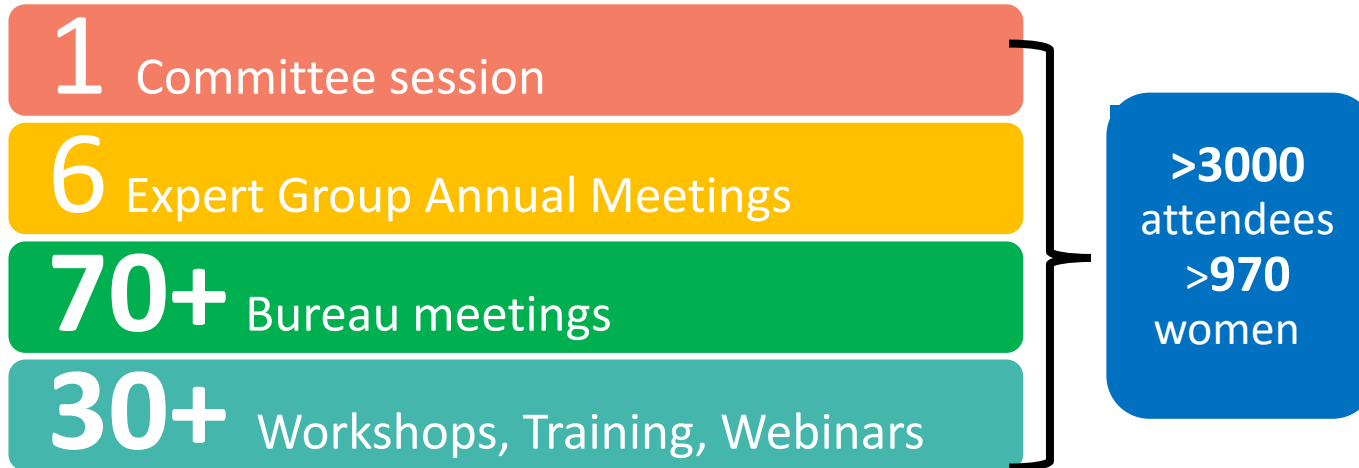 1 Committee session
6 Expert Group Annual Meetings
70+ Bureau meetings
30+ Workshops, Training, Webinars
>3000
attendees
>970
women